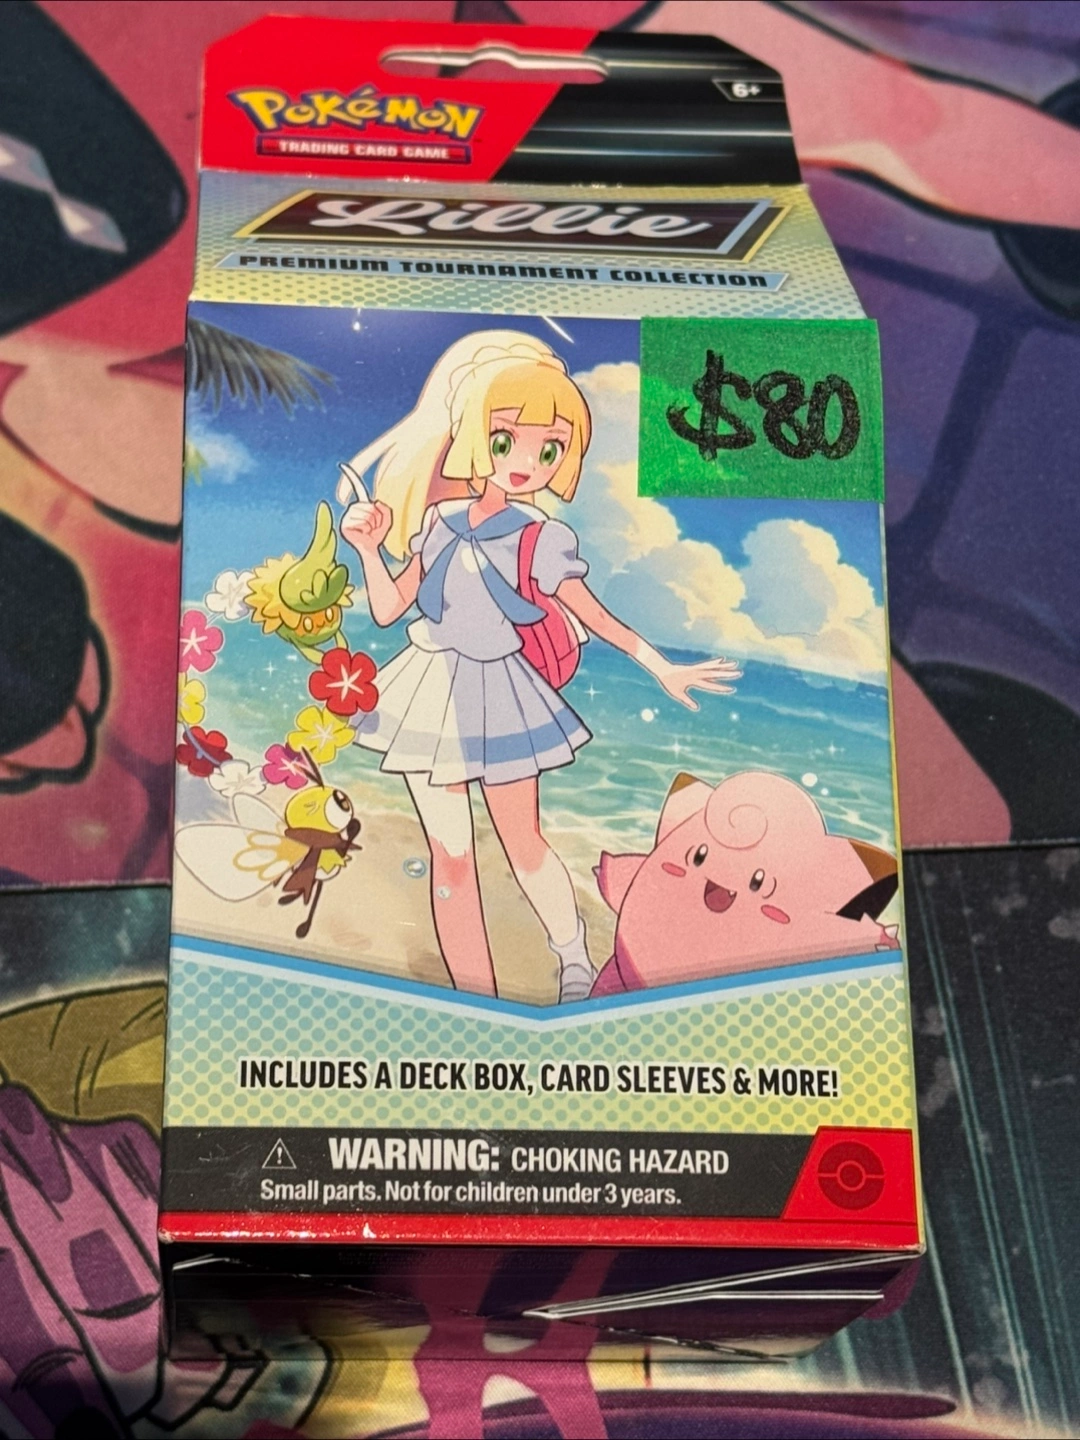 6+
POKéMON
TRADING CARD GAME
Lillie
PREMIUM TOURNAMENT COLLECTION
$80
INCLUDES A DECK BOX, CARD SLEEVES & MORE!
WARNING: CHOKING HAZARD
Small parts. Not for children under 3 years.